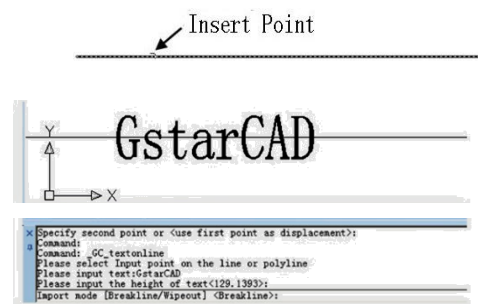 Insert Point
Y
GstarCAD
X
Specify second point or <use first point as displacement>:
Command:
Command: _GC_textonline
Please select Input point on the line or polyline
Please input text:GstarCAD
Please input the height of text<129.1393>:
Import mode [Breakline/Wipeout] <Breakline>: